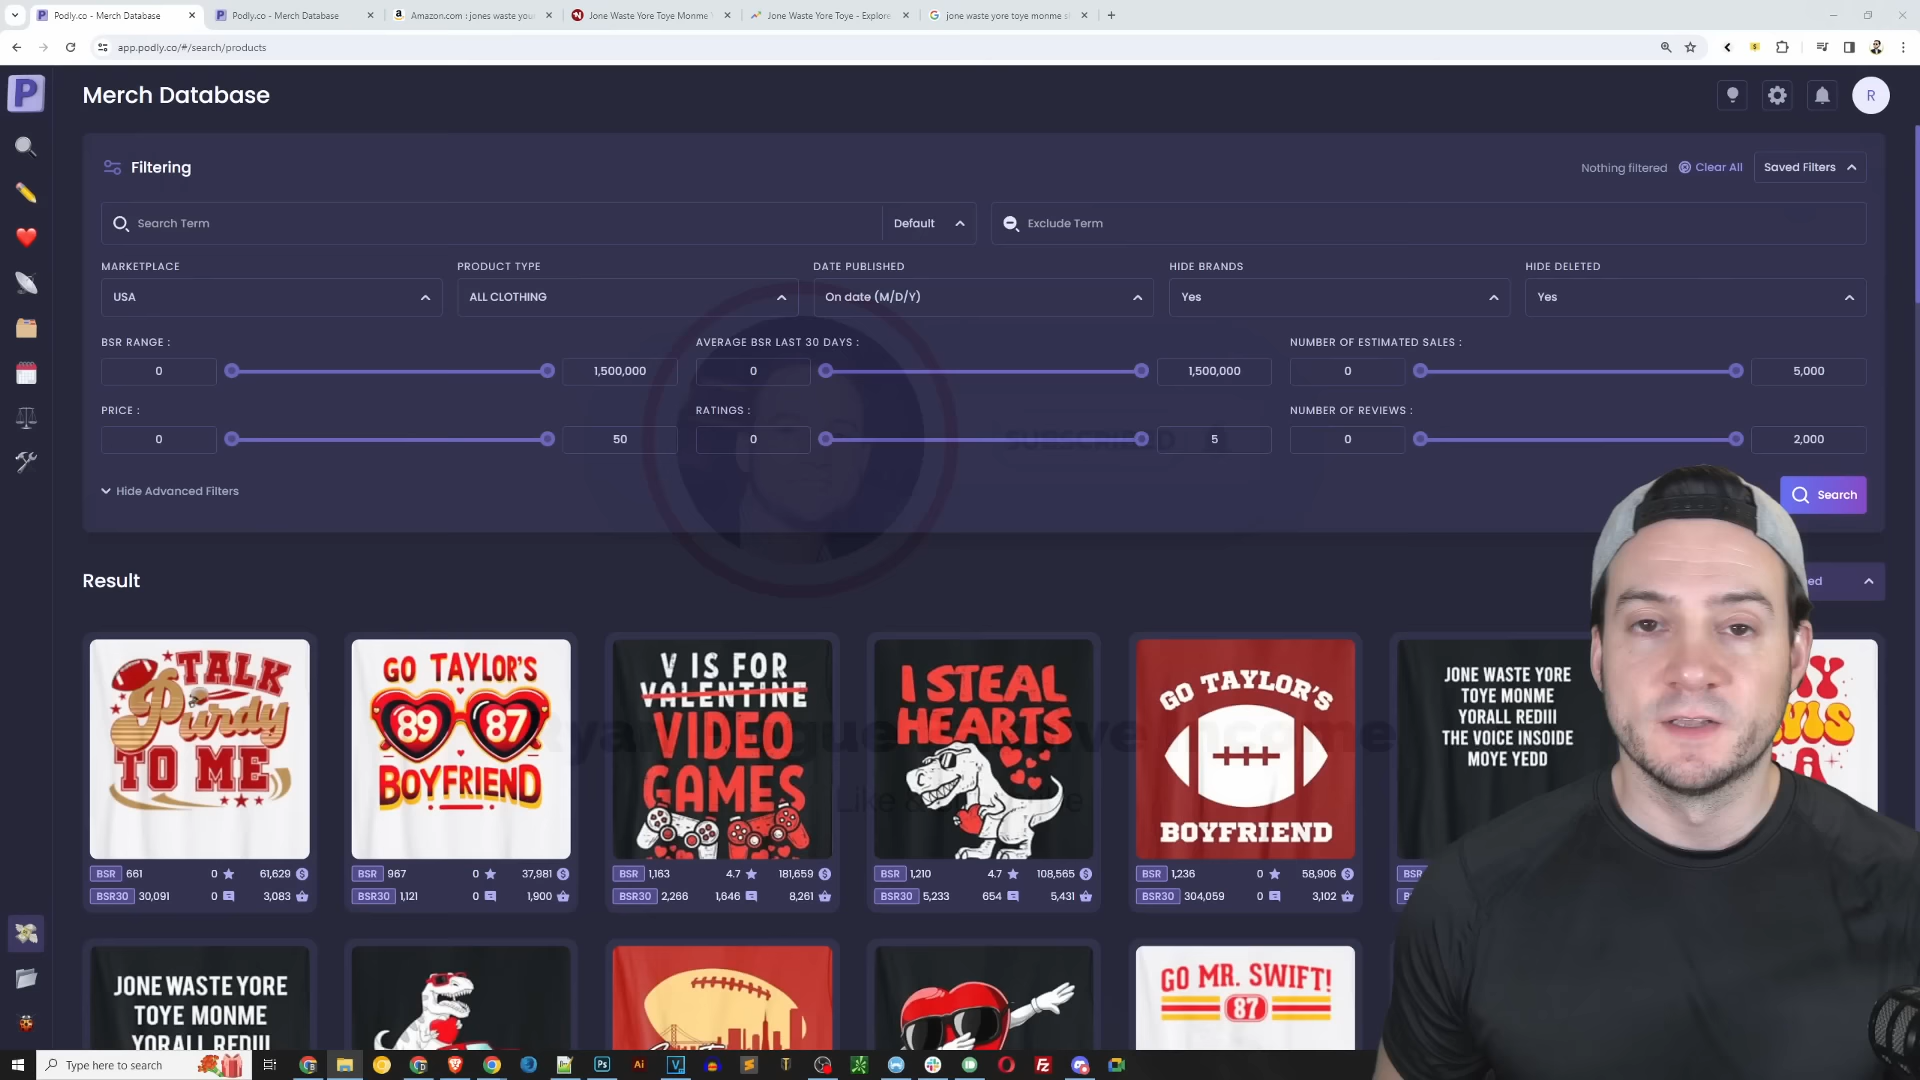 Podly.co - Merch Database
Podly.co - Merch Database
Amazon.com : jones waste your
Jone Waste Yore Toye Monme
Jone Waste Yore Toye - Explore
jone waste yore toye monme s
app.podly.co/#/search/products
Merch Database
R
Filtering
Nothing filtered
Clear All
Saved Filters
Search Term
Default
Exclude Term
MARKETPLACE
PRODUCT TYPE
DATE PUBLISHED
HIDE BRANDS
HIDE DELETED
USA
ALL CLOTHING
On date (M/D/Y)
Yes
Yes
BSR RANGE :
AVERAGE BSR LAST 30 DAYS :
NUMBER OF ESTIMATED SALES :
0
1,500,000
0
1,500,000
0
5,000
PRICE :
RATINGS :
NUMBER OF REVIEWS :
0
50
0
5
0
2,000
SUBSCRIBED
Hide Advanced Filters
Search
Result
TALK
Purdy
TO ME
GO TAYLOR'S
89 87
BOYFRIEND
V IS FOR
VALENTINE
VIDEO
GAMES
I STEAL
HEARTS
GO TAYLOR'S
BOYFRIEND
JONE WASTE YORE
TOYE MONME
YORALL REDIII
THE VOICE INSOIDE
MOYE YEDD
Like
BSR 661 0 61,629
BSR30 30,091 0 3,083
BSR 967 0 37,981
BSR30 1,121 0 1,900
BSR 1,163 4.7 181,659
BSR30 2,266 1,646 8,261
BSR 1,210 4.7 108,565
BSR30 5,233 654 5,431
BSR 1,236 0 58,906
BSR30 304,059 0 3,102
JONE WASTE YORE
TOYE MONME
YORALL REDIII
GO MR. SWIFT!
87
Type here to search